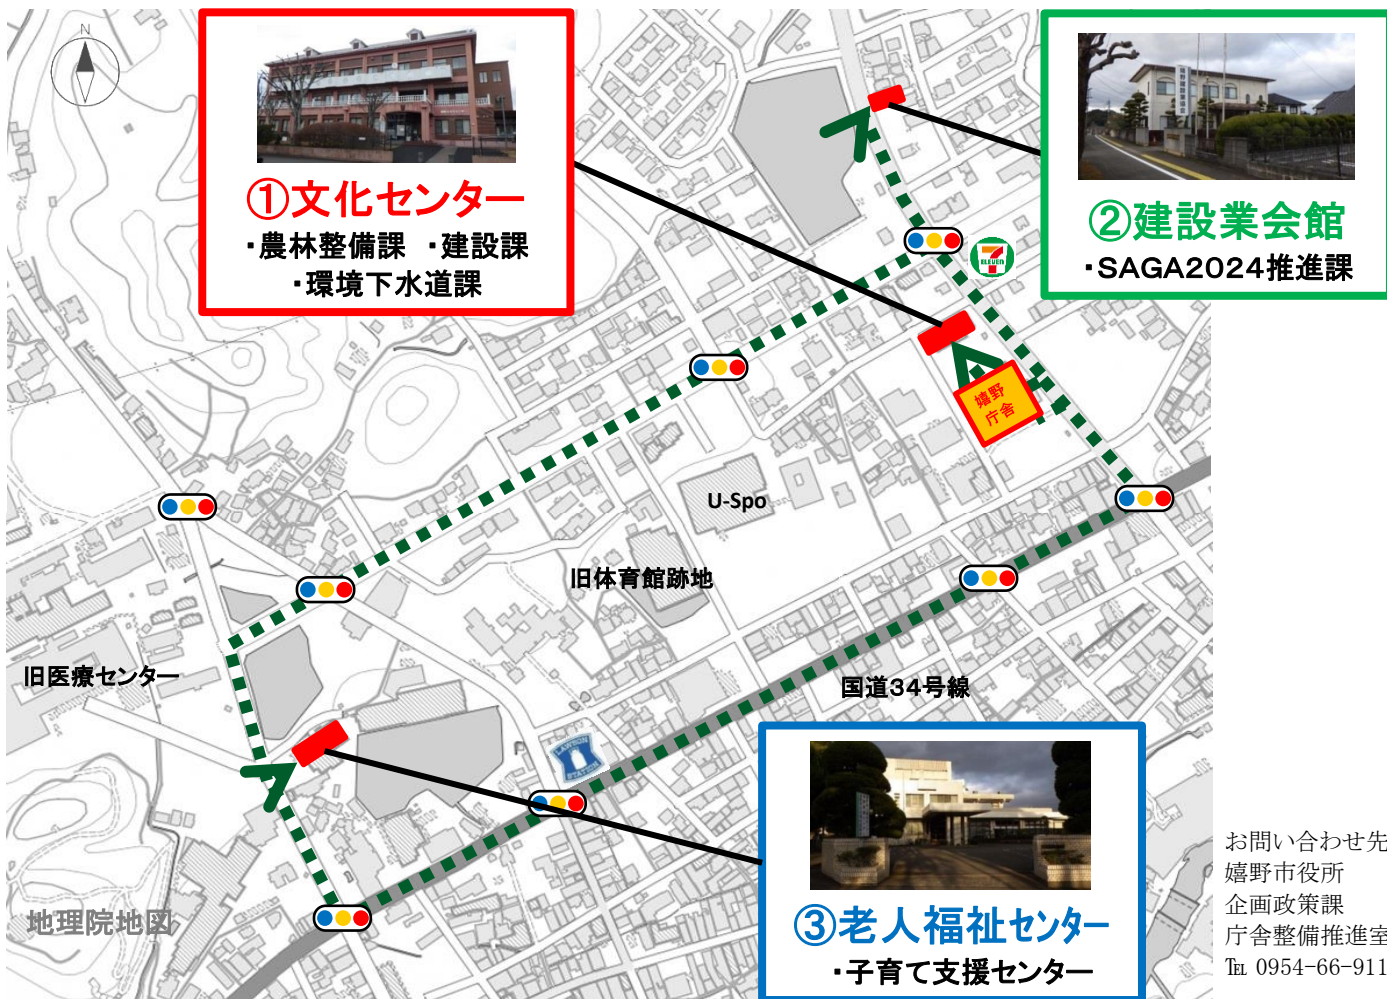 N
①文化センター
・農林整備課 ・建設課
・環境下水道課
②建設業会館
・SAGA2024推進課
7
ELEVEN
嬉野
庁舎
U-Spo
旧体育館跡地
旧医療センター
国道34号線
LAWSON
STATION
③老人福祉センター
・子育て支援センター
地理院地図
お問い合わせ先
嬉野市役所
企画政策課
庁舎整備推進室
℡ 0954-66-911